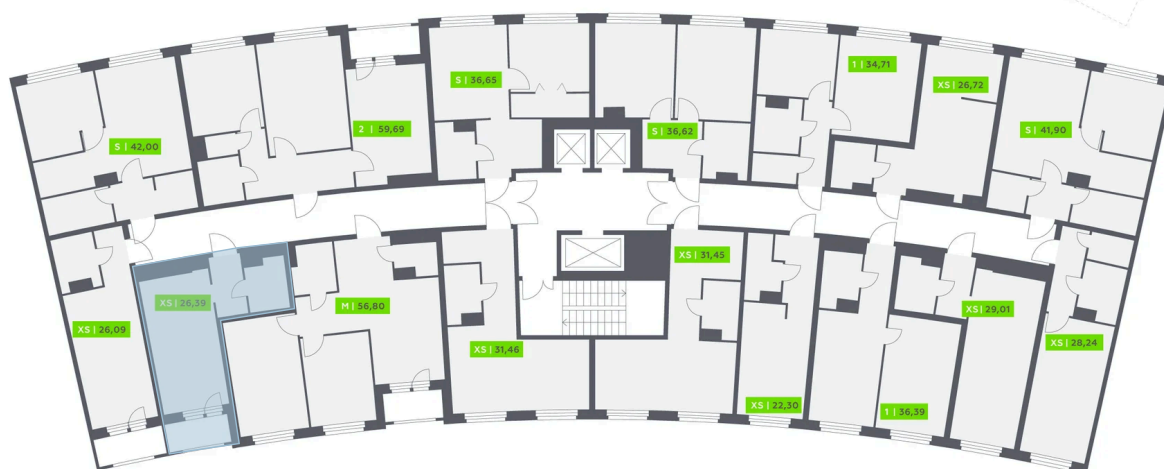 S | 42,00
2 | 59,69
S | 36,65
S | 36,62
1 | 34,71
XS | 26,72
S | 41,90
XS | 26,09
XS | 26,39
M | 56,80
XS | 31,46
XS | 31,45
XS | 22,30
1 | 36,39
XS | 29,01
XS | 28,24